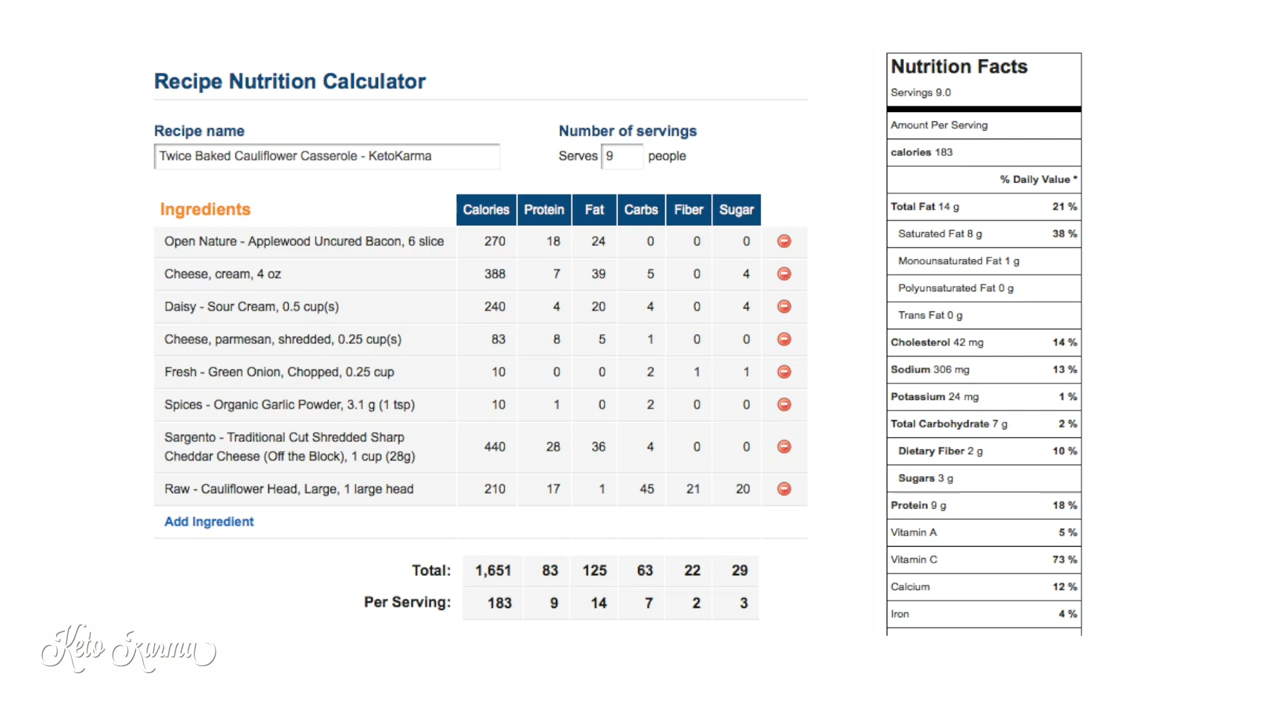 Recipe Nutrition Calculator
Recipe name
Number of servings
Twice Baked Cauliflower Casserole - KetoKarma
Serves 9 people
Ingredients Calories Protein Fat Carbs Fiber Sugar
Open Nature - Applewood Uncured Bacon, 6 slice 270 18 24 0 0 0
Cheese, cream, 4 oz 388 7 39 5 0 4
Daisy - Sour Cream, 0.5 cup(s) 240 4 20 4 0 4
Cheese, parmesan, shredded, 0.25 cup(s) 83 8 5 1 0 0
Fresh - Green Onion, Chopped, 0.25 cup 10 0 0 2 1 1
Spices - Organic Garlic Powder, 3.1 g (1 tsp) 10 1 0 2 0 0
Sargento - Traditional Cut Shredded Sharp
Cheddar Cheese (Off the Block), 1 cup (28g) 440 28 36 4 0 0
Raw - Cauliflower Head, Large, 1 large head 210 17 1 45 21 20
Add Ingredient
Total: 1,651 83 125 63 22 29
Per Serving: 183 9 14 7 2 3
Keto Karma
Nutrition Facts
Servings 9.0
Amount Per Serving
calories 183
% Daily Value *
Total Fat 14 g 21 %
Saturated Fat 8 g 38 %
Monounsaturated Fat 1 g
Polyunsaturated Fat 0 g
Trans Fat 0 g
Cholesterol 42 mg 14 %
Sodium 306 mg 13 %
Potassium 24 mg 1 %
Total Carbohydrate 7 g 2 %
Dietary Fiber 2 g 10 %
Sugars 3 g
Protein 9 g 18 %
Vitamin A 5 %
Vitamin C 73 %
Calcium 12 %
Iron 4 %